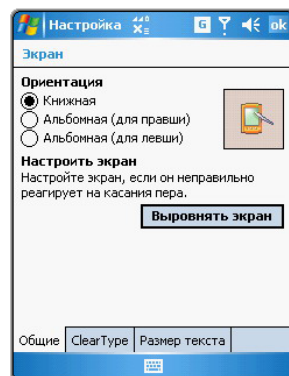 Настройка
G
ok
Экран
Ориентация
Книжная
Альбомная (для правши)
Альбомная (для левши)
Настроить экран
Настройте экран, если он неправильно
реагирует на касания пера.
Выровнять экран
Общие ClearType Размер текста